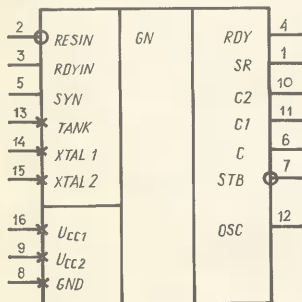 2 RESIN GN RDY 4
3 RDYIN SR 1
5 SYN C2 10
13 TANK C1 11
14 XTAL 1 C 6
15 XTAL 2 STB 7
16 UCC1 OSC 12
9 UCC2
8 GND